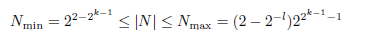 N_min = 2^{2−2^{k−1}} ≤ |N| ≤ N_max = (2 − 2^{−l})2^{2^{k−1}−1}